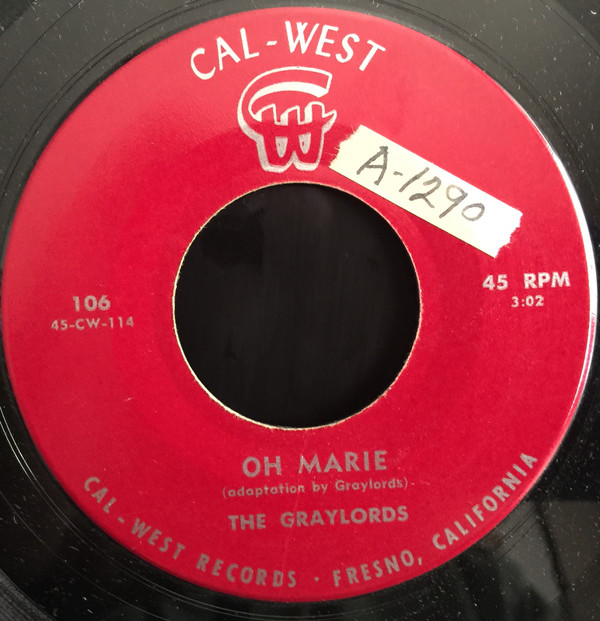 CAL-WEST
CW
A-1290
106
45-CW-114
45 RPM
3:02
OH MARIE
(adaptation by Graylords)
THE GRAYLORDS
CAL-WEST RECORDS · FRESNO, CALIFORNIA